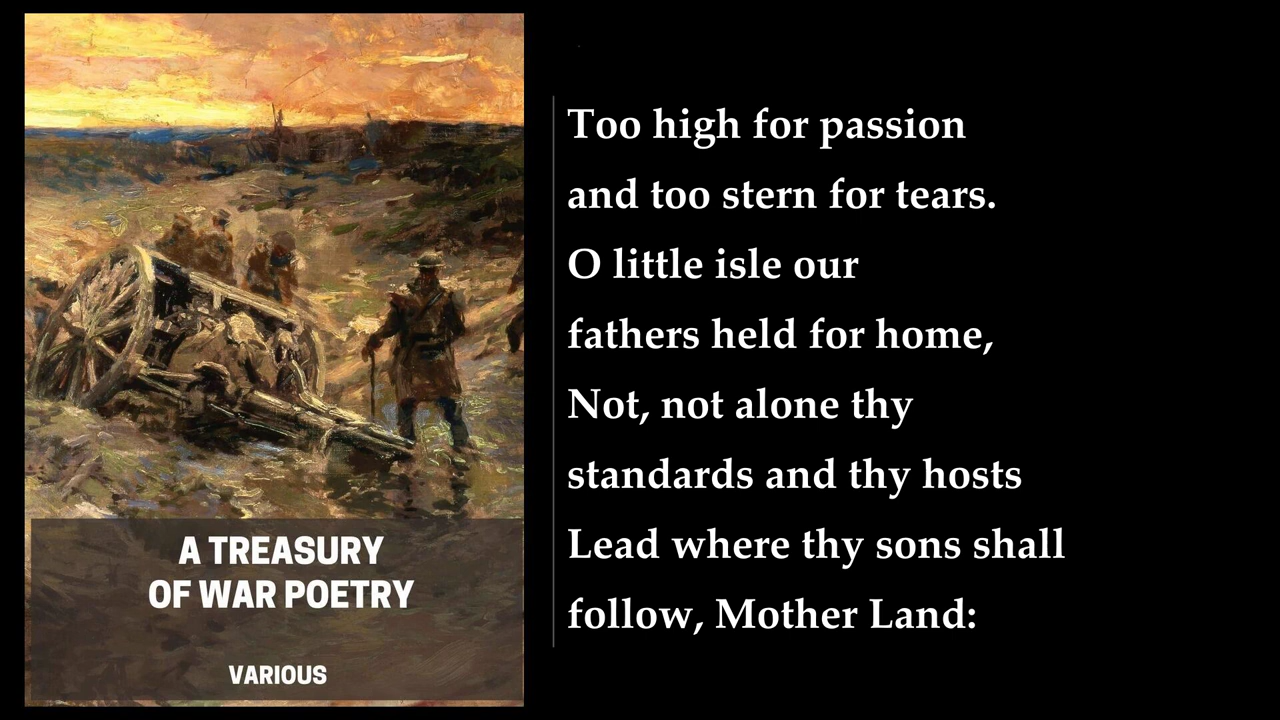 A TREASURY
OF WAR POETRY
VARIOUS
Too high for passion
and too stern for tears.
O little isle our
fathers held for home,
Not, not alone thy
standards and thy hosts
Lead where thy sons shall
follow, Mother Land: